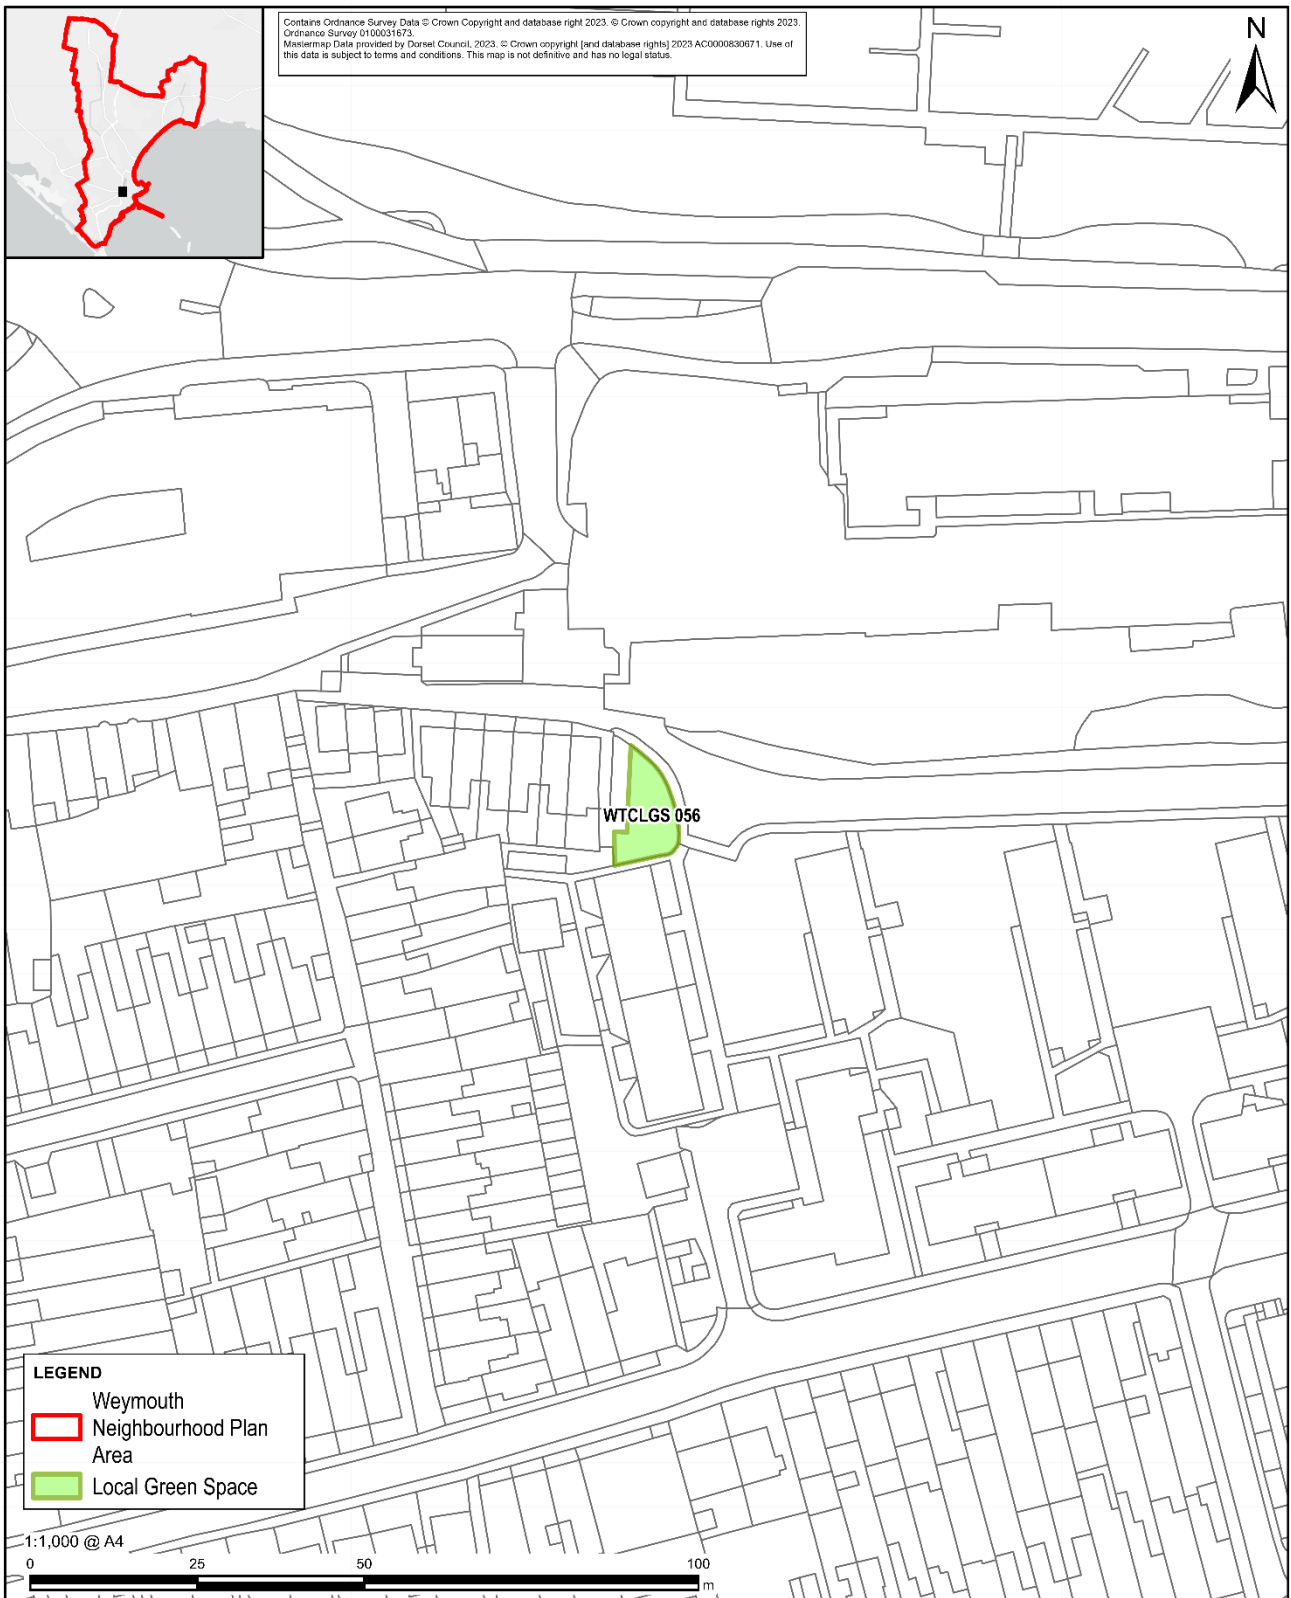 Contains Ordnance Survey Data © Crown Copyright and database right 2023. © Crown copyright and database rights 2023.
Ordnance Survey 0100031673.
Mastermap Data provided by Dorset Council, 2023. © Crown copyright [and database rights] 2023 AC0000830671. Use of
this data is subject to terms and conditions. This map is not definitive and has no legal status.
N
WTCLGS 056
LEGEND
Weymouth
Neighbourhood Plan
Area
Local Green Space
1:1,000 @ A4
0 25 50 100
m